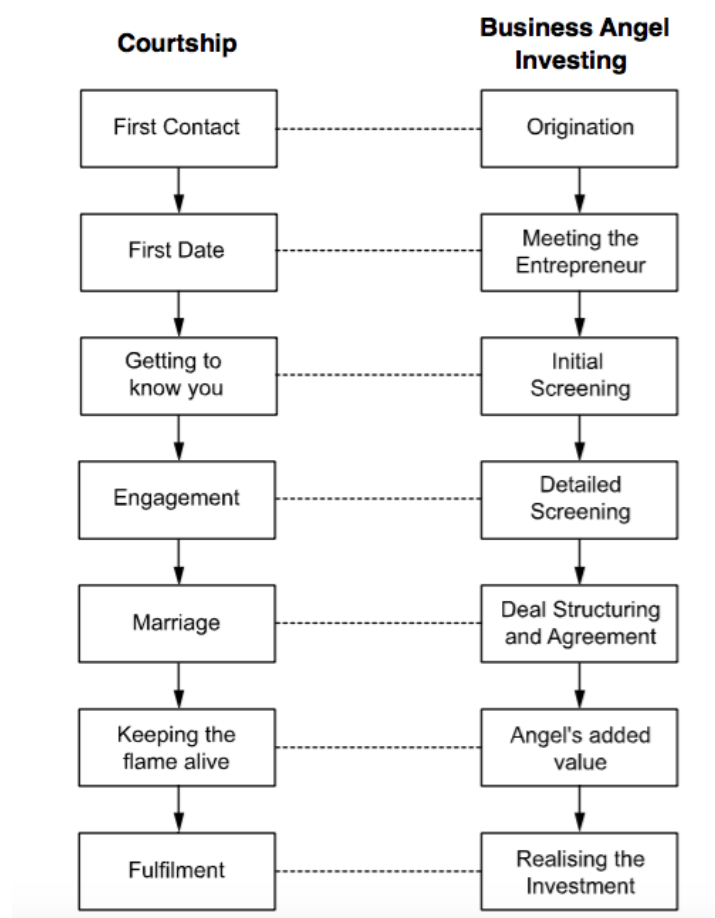 Courtship
Business Angel
Investing
First Contact
Origination
First Date
Meeting the
Entrepreneur
Getting to
know you
Initial
Screening
Engagement
Detailed
Screening
Marriage
Deal Structuring
and Agreement
Keeping the
flame alive
Angel's added
value
Fulfilment
Realising the
Investment